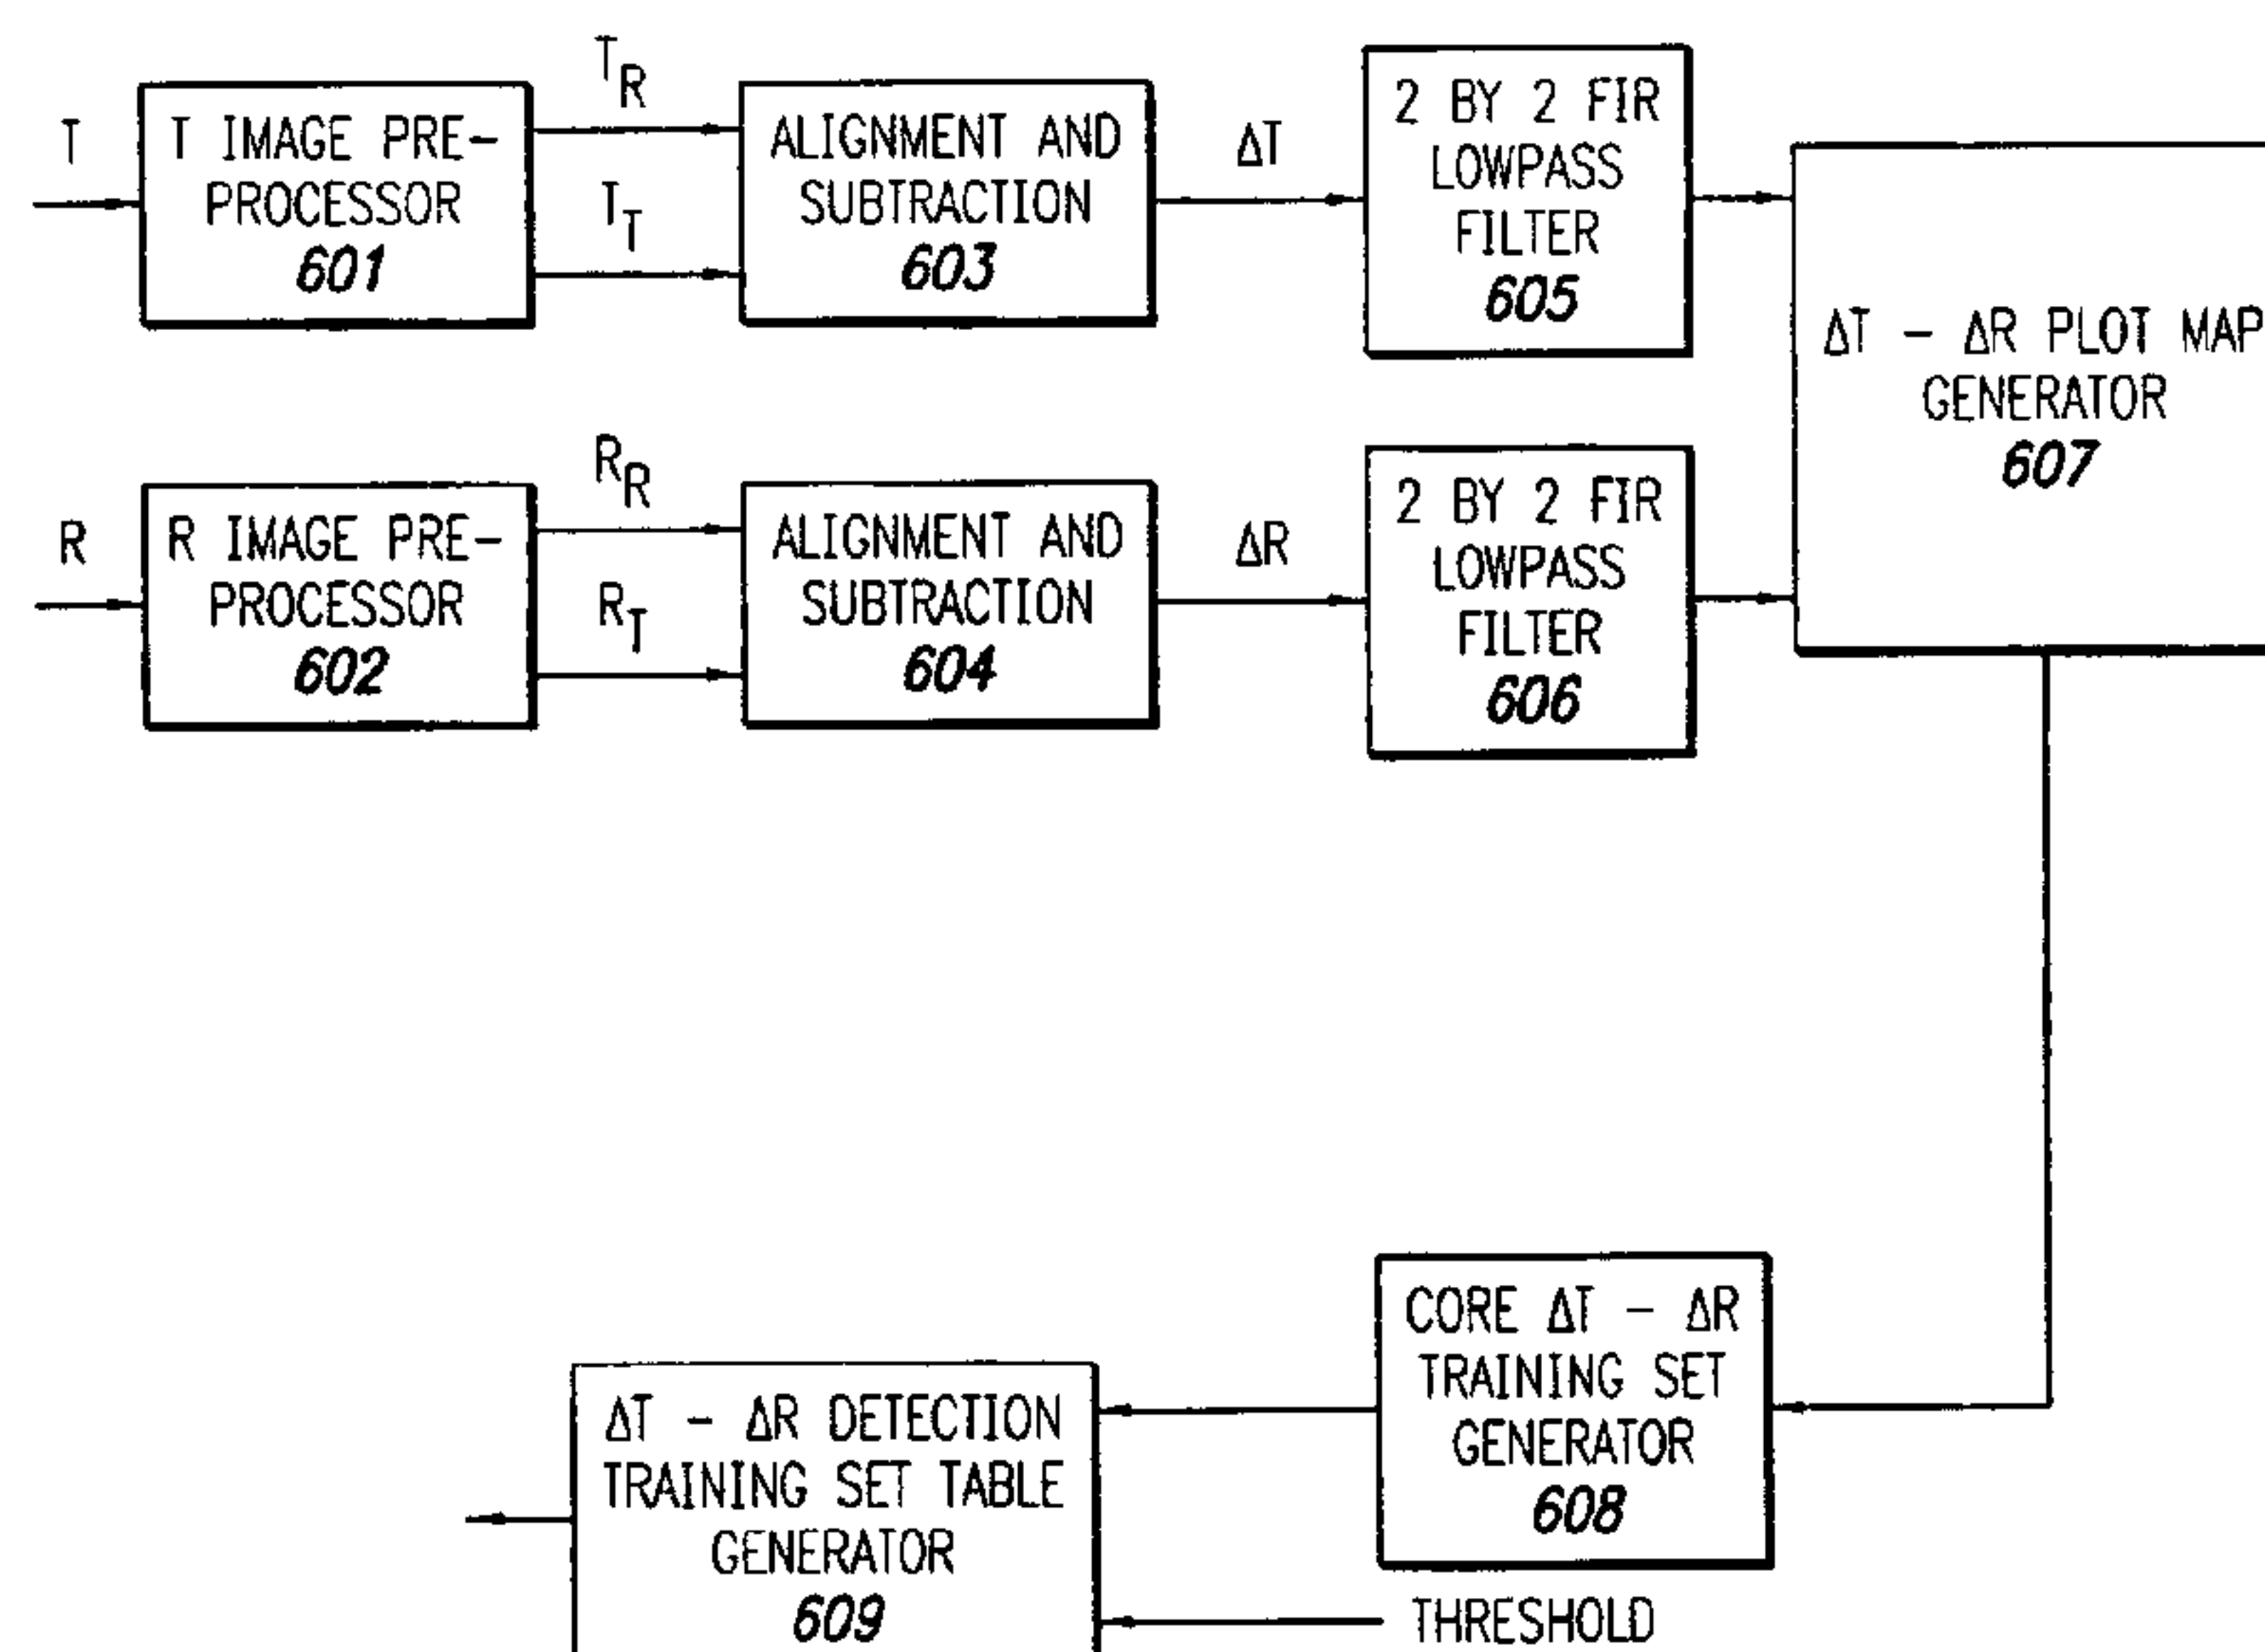 T
T IMAGE PRE-
PROCESSOR
601
T_R
T_T
ALIGNMENT AND
SUBTRACTION
603
ΔT
2 BY 2 FIR
LOWPASS
FILTER
605
ΔT - ΔR PLOT MAP
GENERATOR
607
R
R IMAGE PRE-
PROCESSOR
602
R_R
R_T
ALIGNMENT AND
SUBTRACTION
604
ΔR
2 BY 2 FIR
LOWPASS
FILTER
606
CORE ΔT - ΔR
TRAINING SET
GENERATOR
608
ΔT - ΔR DETECTION
TRAINING SET TABLE
GENERATOR
609
THRESHOLD